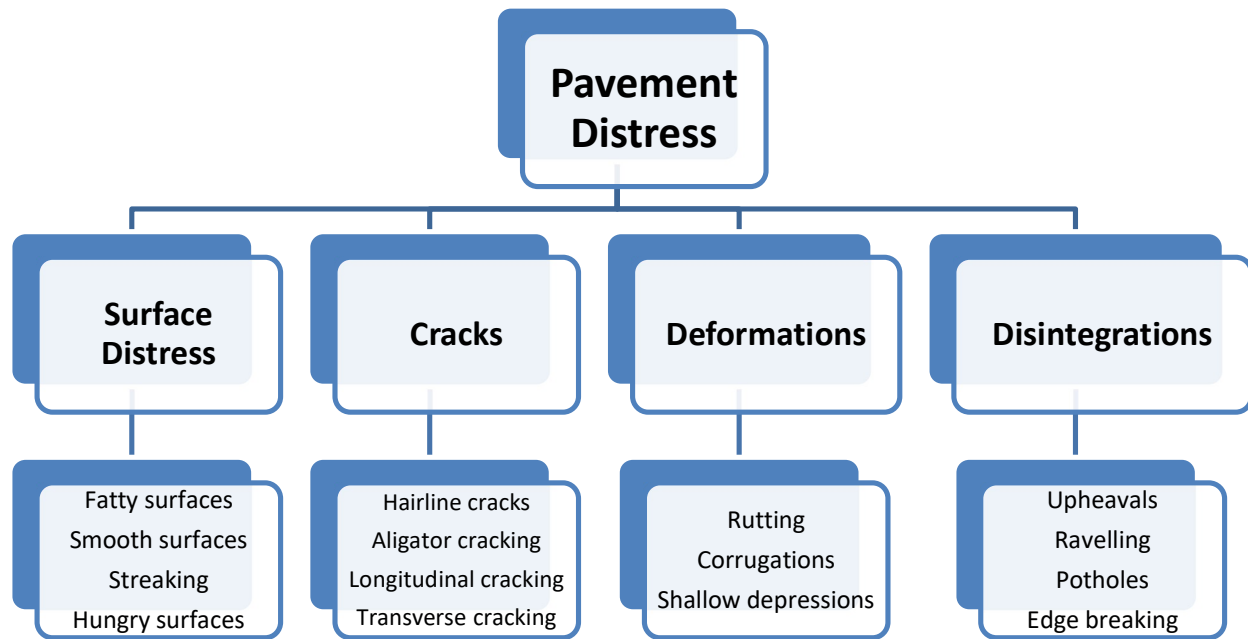 Pavement
Distress
Surface
Distress
Cracks
Deformations
Disintegrations
Fatty surfaces
Smooth surfaces
Streaking
Hungry surfaces
Hairline cracks
Aligator cracking
Longitudinal cracking
Transverse cracking
Rutting
Corrugations
Shallow depressions
Upheavals
Ravelling
Potholes
Edge breaking